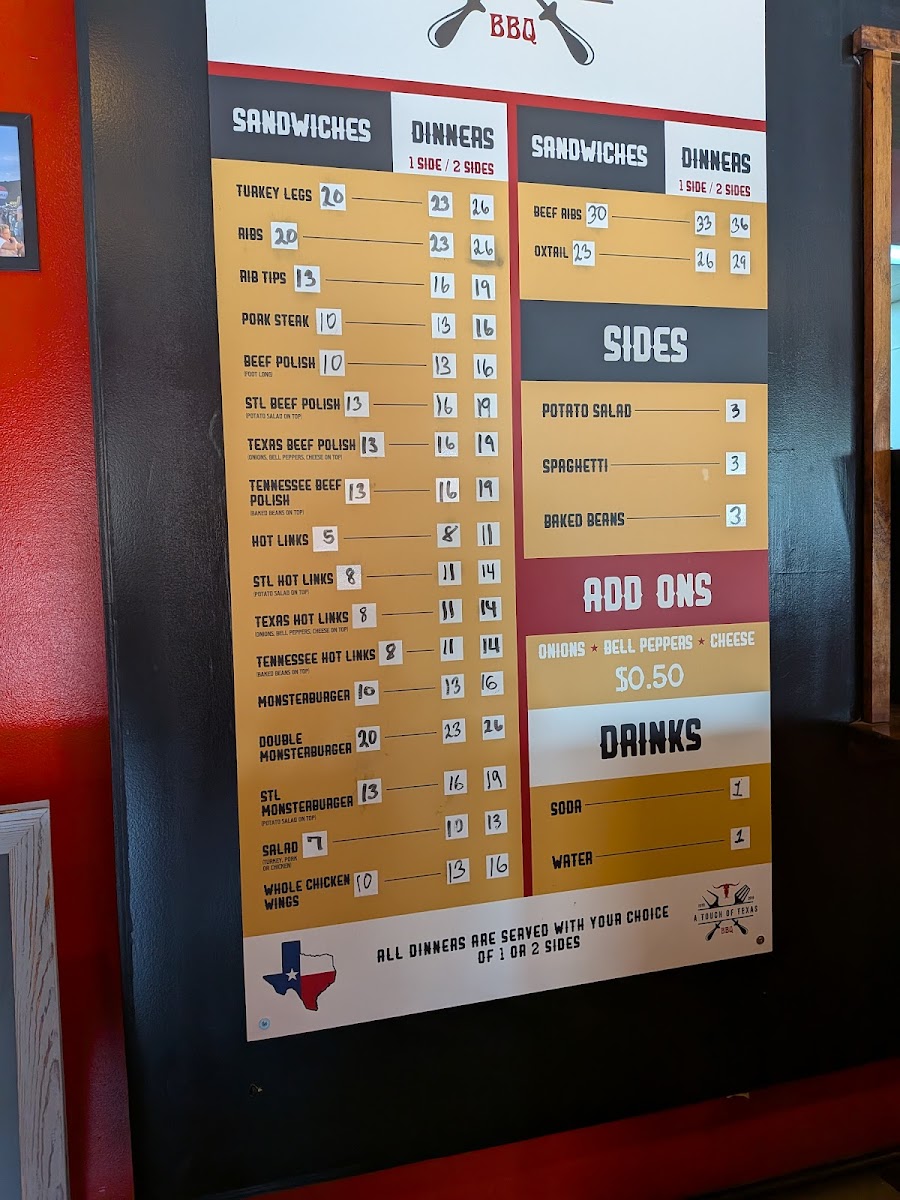 BBQ
SANDWICHES
DINNERS
1 SIDE / 2 SIDES
TURKEY LEGS 20 23 26
RIBS 20 23 26
RIB TIPS 13 16 19
PORK STEAK 10 13 16
BEEF POLISH 10 13 16
(FOOT LONG)
STL BEEF POLISH 13 16 19
(POTATO SALAD ON TOP)
TEXAS BEEF POLISH 13 16 19
(ONIONS, BELL PEPPERS, CHEESE ON TOP)
TENNESSEE BEEF
POLISH 13 16 19
(BAKED BEANS ON TOP)
HOT LINKS 5 8 11
STL HOT LINKS 8 11 14
(POTATO SALAD ON TOP)
TEXAS HOT LINKS 8 11 14
(ONIONS, BELL PEPPERS, CHEESE ON TOP)
TENNESSEE HOT LINKS 8 11 14
(BAKED BEANS ON TOP)
MONSTERBURGER 10 13 16
DOUBLE
MONSTERBURGER 20 23 26
STL
MONSTERBURGER 13 16 19
(POTATO SALAD ON TOP)
SALAD 7 10 13
(TURKEY, PORK
OR CHICKEN)
WHOLE CHICKEN
WINGS 10 13 16
SANDWICHES
DINNERS
1 SIDE / 2 SIDES
BEEF RIBS 30 33 36
OXTAIL 23 26 29
SIDES
POTATO SALAD 3
SPAGHETTI 3
BAKED BEANS 3
ADD ONS
ONIONS ★ BELL PEPPERS ★ CHEESE
$0.50
DRINKS
SODA 1
WATER 1
ALL DINNERS ARE SERVED WITH YOUR CHOICE
OF 1 OR 2 SIDES
A TOUCH OF TEXAS
BBQ